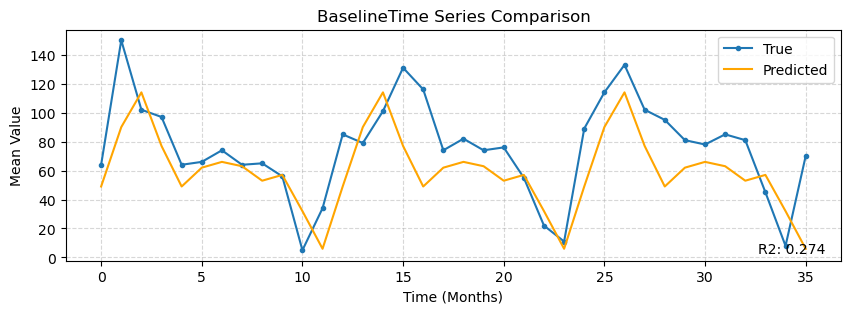 BaselineTime Series Comparison
True
Predicted
Mean Value
140
120
100
80
60
40
20
0
R2: 0.274
0
5
10
15
20
25
30
35
Time (Months)